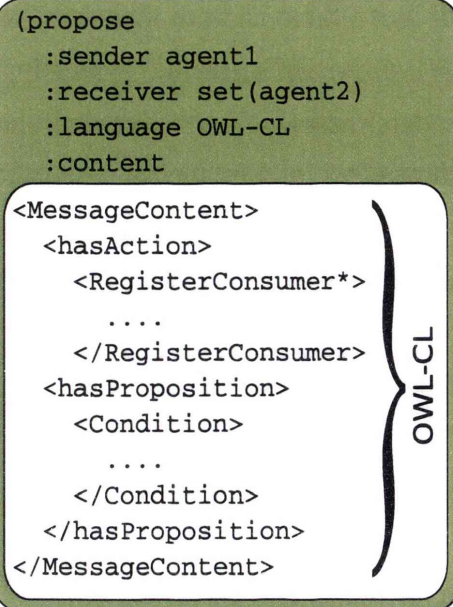 (propose
:sender agent1
:receiver set(agent2)
:language OWL-CL
:content
<MessageContent>
<hasAction>
<RegisterConsumer*>
....
</RegisterConsumer>
<hasProposition>
<Condition>
....
</Condition>
</hasProposition>
</MessageContent>
OWL-CL